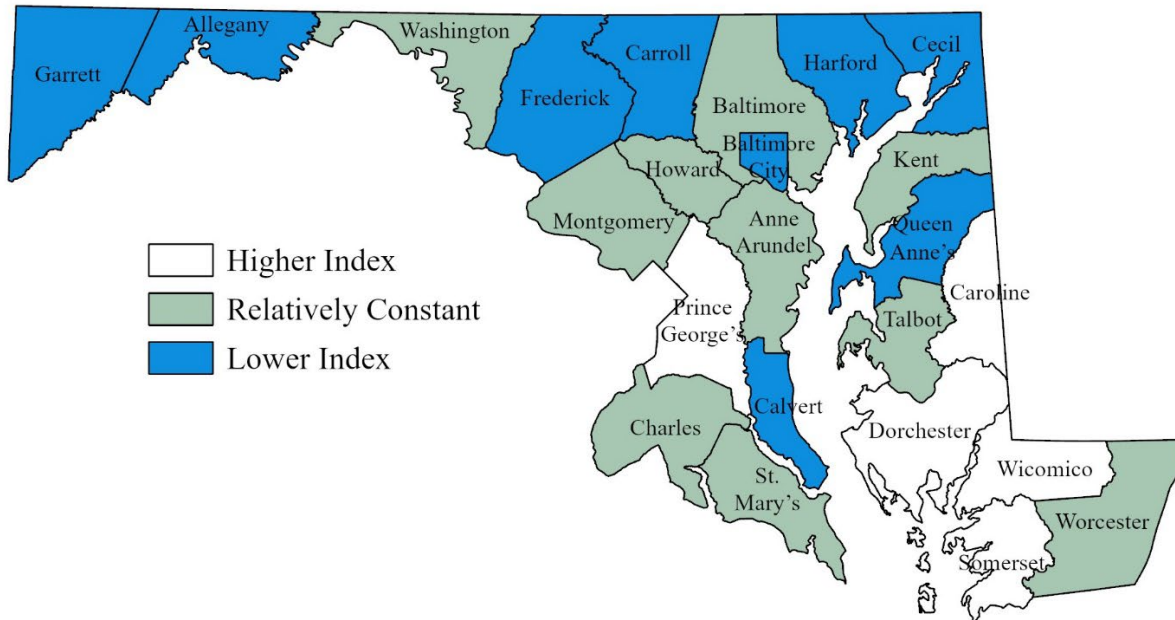 Allegany
Washington
Garrett
Carroll
Harford
Cecil
Frederick
Baltimore
Baltimore
City
Kent
Howard
Montgomery
Anne
Arundel
Queen
Anne's
Higher Index
Relatively Constant
Lower Index
Prince
George's
Caroline
Talbot
Calvert
Charles
Dorchester
St.
Mary's
Wicomico
Worcester
Somerset